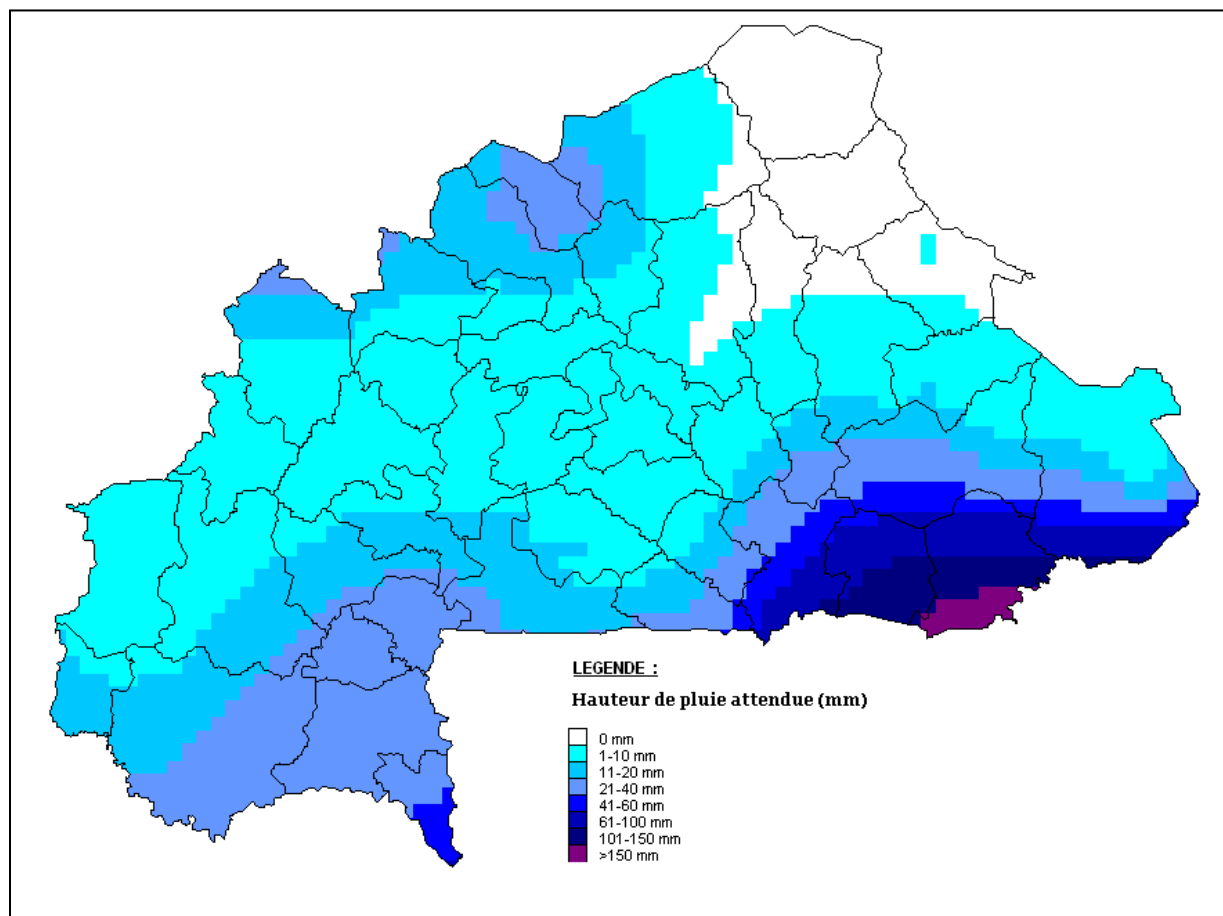 LEGENDE :
Hauteur de pluie attendue (mm)
0 mm
1-10 mm
11-20 mm
21-40 mm
41-60 mm
61-100 mm
101-150 mm
>150 mm